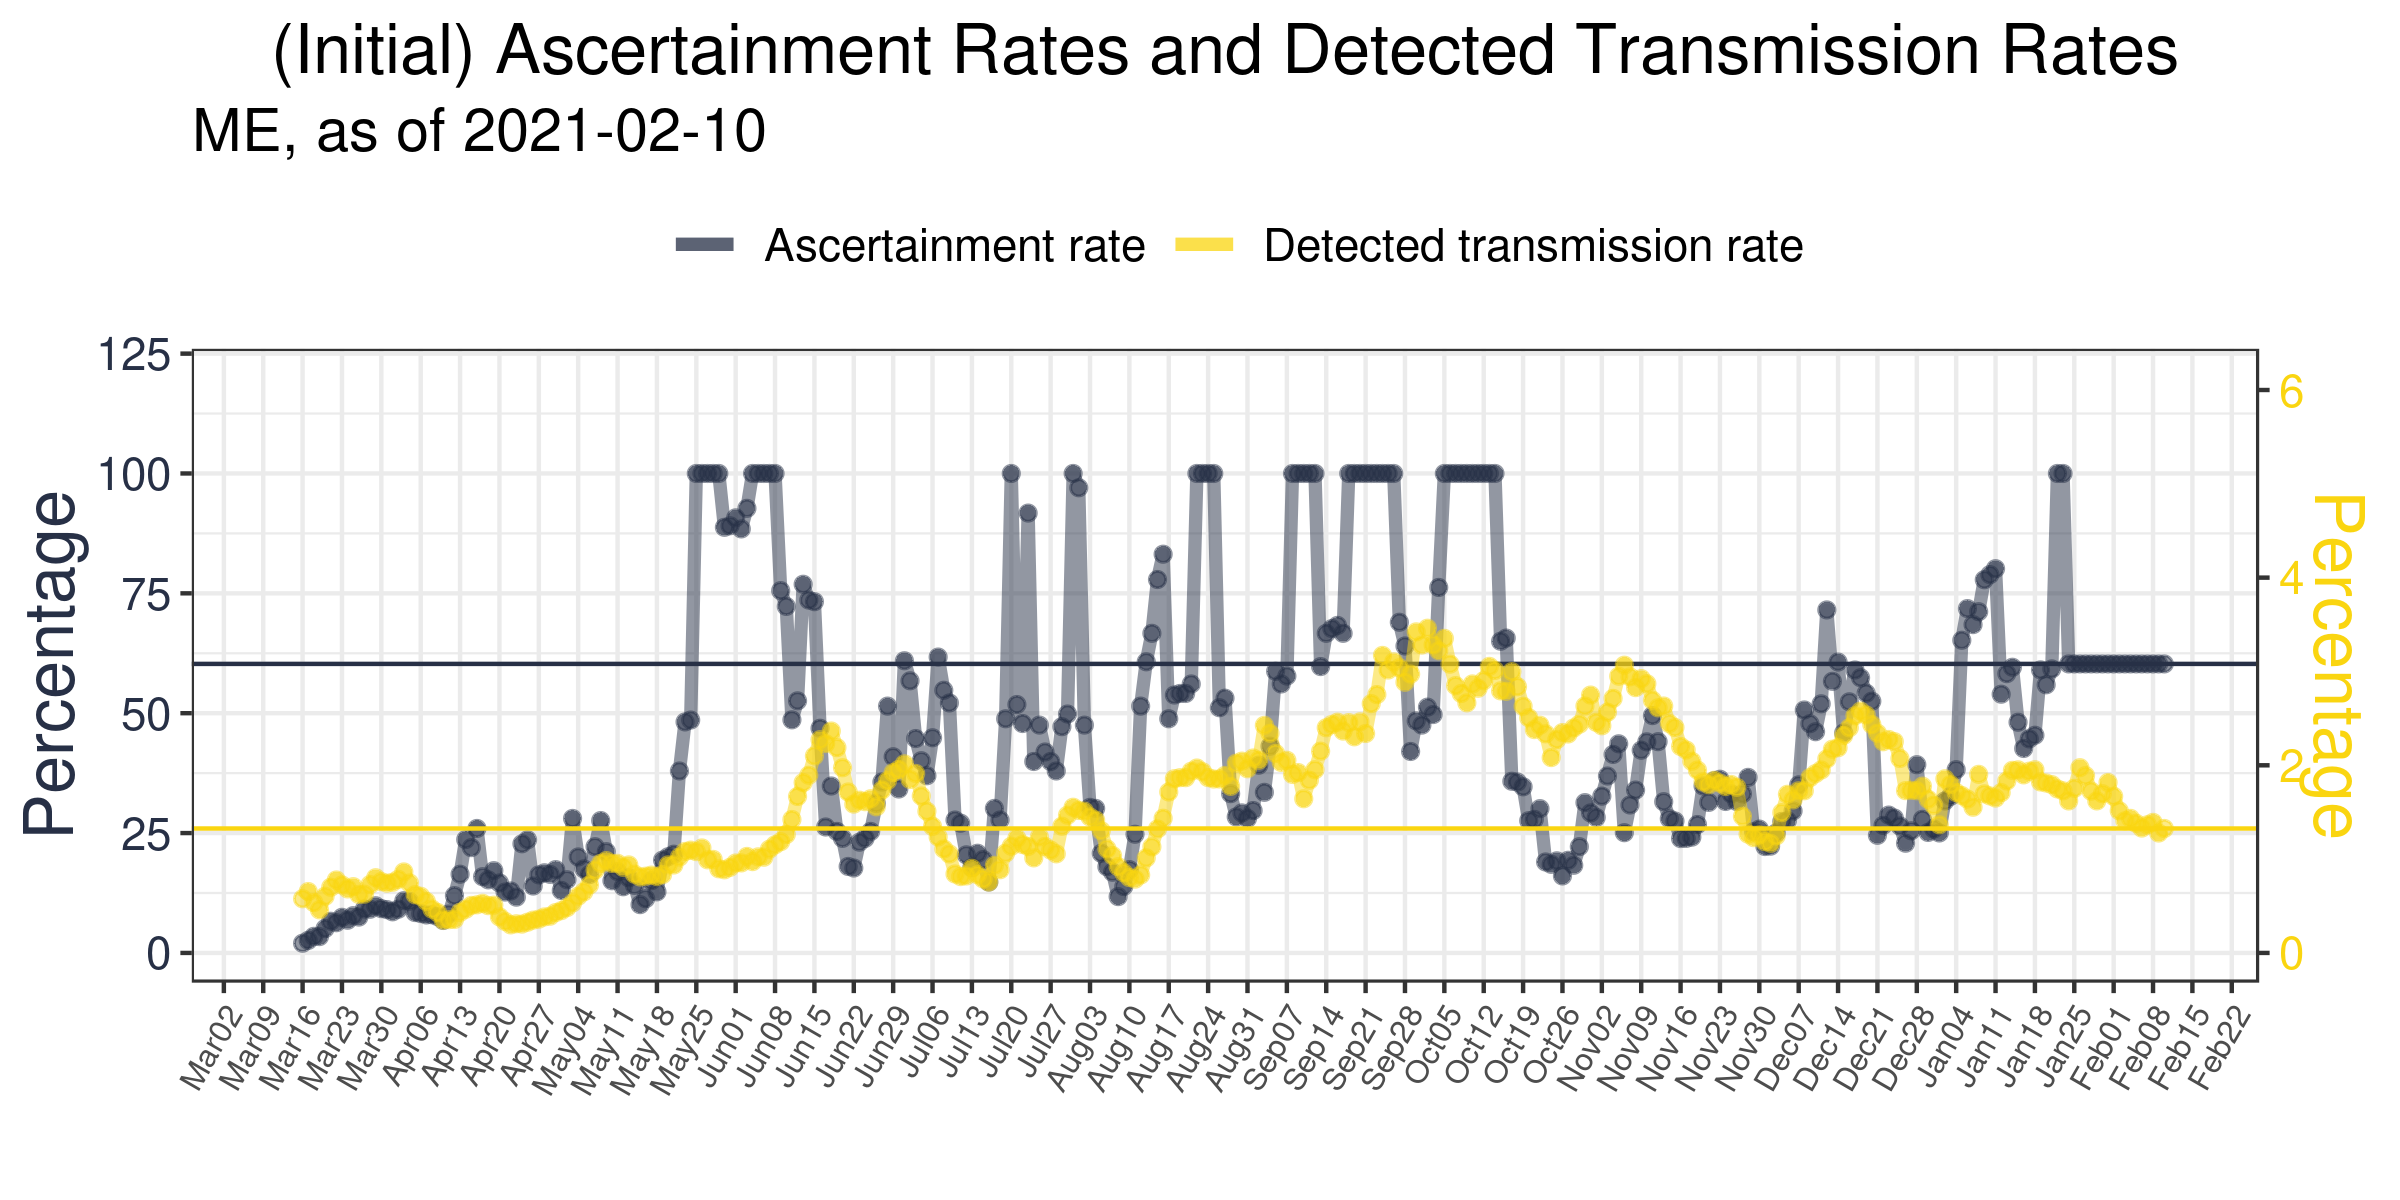 (Initial) Ascertainment Rates and Detected Transmission Rates
ME, as of 2021-02-10
Ascertainment rate Detected transmission rate
Percentage
125
100
75
50
25
0
6
4
2
0
Percentage
Mar02 Mar09 Mar16 Mar23 Mar30 Apr06 Apr13 Apr20 Apr27 May04 May11 May18 May25 Jun01 Jun08 Jun15 Jun22 Jun29 Jul06 Jul13 Jul20 Jul27 Aug03 Aug10 Aug17 Aug24 Aug31 Sep07 Sep14 Sep21 Sep28 Oct05 Oct12 Oct19 Oct26 Nov02 Nov09 Nov16 Nov23 Nov30 Dec07 Dec14 Dec21 Dec28 Jan04 Jan11 Jan18 Jan25 Feb01 Feb08 Feb15 Feb22